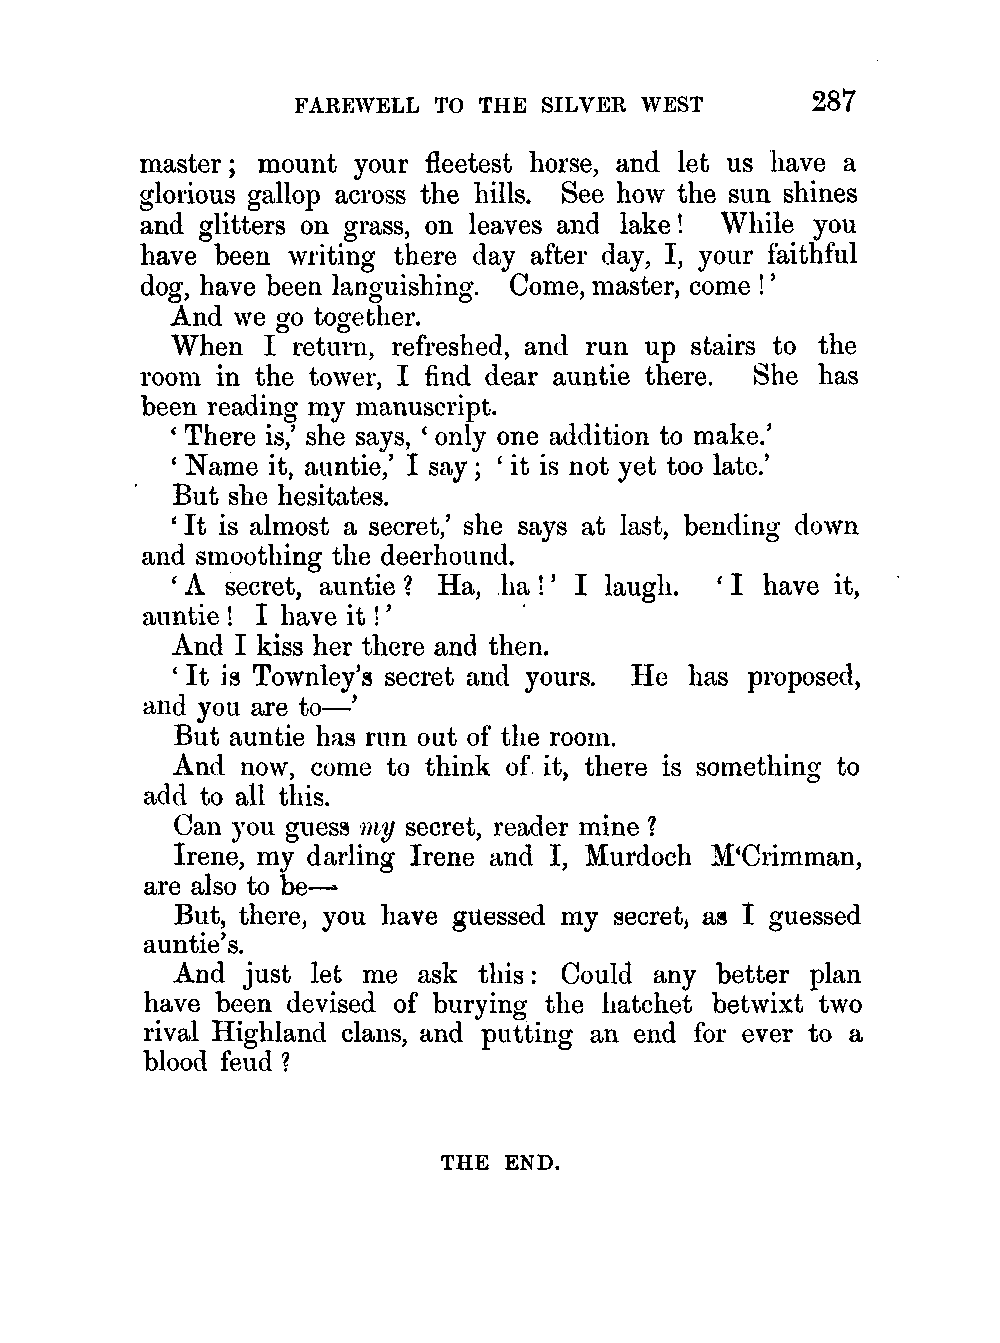 FAREWELL TO THE SILVER WEST 287
master; mount your fleetest horse, and let us have a
glorious gallop across the hills. See how the sun shines
and glitters on grass, on leaves and lake! While you
have been writing there day after day, I, your faithful
dog, have been languishing. Come, master, come!’
And we go together.
When I return, refreshed, and run up stairs to the
room in the tower, I find dear auntie there. She has
been reading my manuscript.
‘There is,’ she says, ‘only one addition to make.’
‘Name it, auntie,’ I say; ‘it is not yet too late.’
But she hesitates.
‘It is almost a secret,’ she says at last, bending down
and smoothing the deerhound.
‘A secret, auntie? Ha, ha!’ I laugh. ‘I have it,
auntie! I have it!’
And I kiss her there and then.
‘It is Townley’s secret and yours. He has proposed,
and you are to—’
But auntie has run out of the room.
And now, come to think of it, there is something to
add to all this.
Can you guess my secret, reader mine?
Irene, my darling Irene and I, Murdoch M‘Crimman,
are also to be—
But, there, you have guessed my secret, as I guessed
auntie’s.
And just let me ask this: Could any better plan
have been devised of burying the hatchet betwixt two
rival Highland clans, and putting an end for ever to a
blood feud?
THE END.